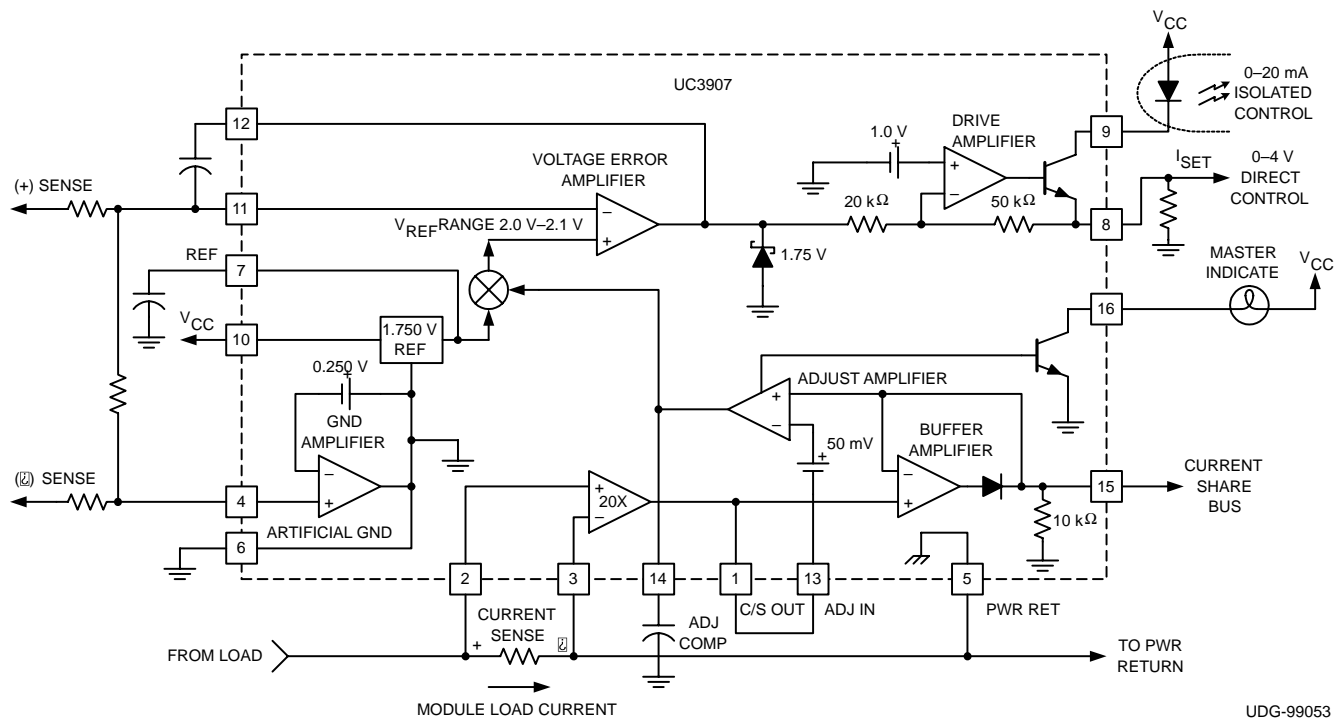 VCC
UC3907
0–20 mA
ISOLATED
CONTROL
12
9
DRIVE
AMPLIFIER
1.0 V
+
–
VOLTAGE ERROR
AMPLIFIER
ISET
0–4 V
DIRECT
CONTROL
(+) SENSE
11
–
+
20 kΩ
50 kΩ
8
VREF RANGE 2.0 V–2.1 V
1.75 V
REF
7
MASTER
INDICATE
VCC
16
VCC
10
1.750 V
REF
0.250 V
+
GND
AMPLIFIER
ADJUST AMPLIFIER
+
–
50 mV
+
BUFFER
AMPLIFIER
–
+
() SENSE
4
–
+
+
20X
–
15
CURRENT
SHARE
BUS
10 kΩ
ARTIFICIAL GND
6
2
3
14
1
13
5
C/S OUT
ADJ IN
PWR RET
CURRENT
SENSE
+
ADJ
COMP
FROM LOAD
TO PWR
RETURN
MODULE LOAD CURRENT
UDG-99053